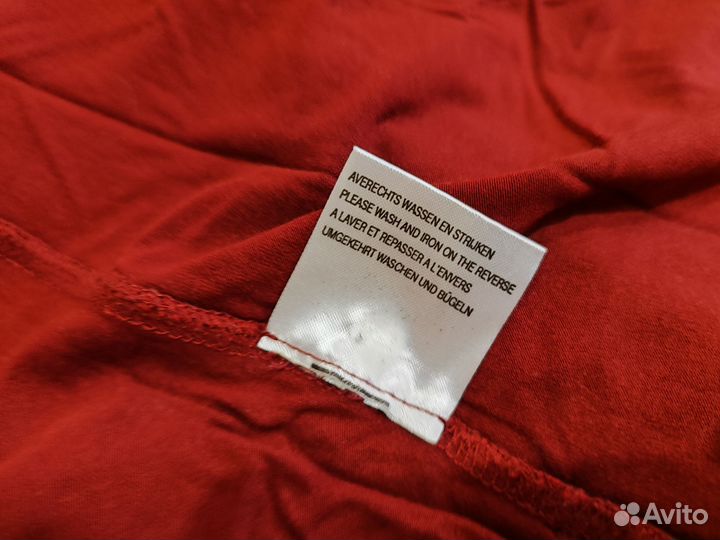 AVERECHTS WASSEN EN STRIJKEN
PLEASE WASH AND IRON ON THE REVERSE
A LAVER ET REPASSER A L'ENVERS
UMGEKEHRT WASCHEN UND BÜGELN
Avito